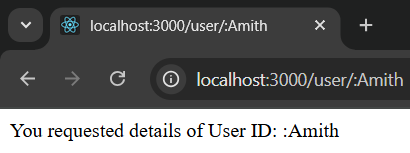 localhost:3000/user/:Amith
localhost:3000/user/:Amith
You requested details of User ID: :Amith